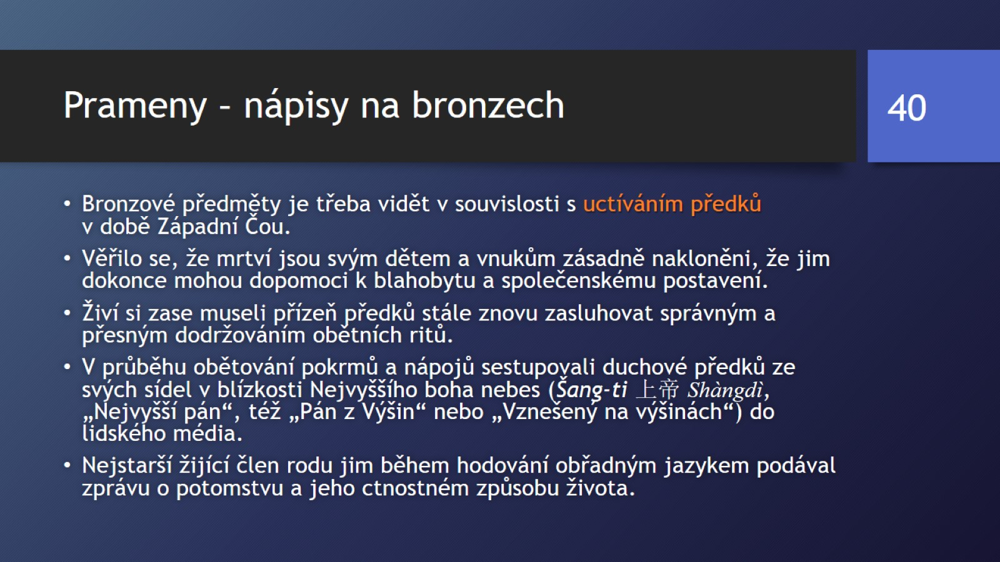 Prameny – nápisy na bronzech
40
• Bronzové předměty je třeba vidět v souvislosti s uctíváním předků
v době Západní Čou.
• Věřilo se, že mrtví jsou svým dětem a vnukům zásadně nakloněni, že jim
dokonce mohou dopomoci k blahobytu a společenskému postavení.
• Živí si zase museli přízeň předků stále znovu zasluhovat správným a
přesným dodržováním obětních ritů.
• V průběhu obětování pokrmů a nápojů sestupovali duchové předků ze
svých sídel v blízkosti Nejvyššího boha nebes (Šang-ti 上帝 Shàngdì,
„Nejvyšší pán“, též „Pán z Výšin“ nebo „Vznešený na výšinách“) do
lidského média.
• Nejstarší žijící člen rodu jim během hodování obřadným jazykem podával
zprávu o potomstvu a jeho ctnostném způsobu života.